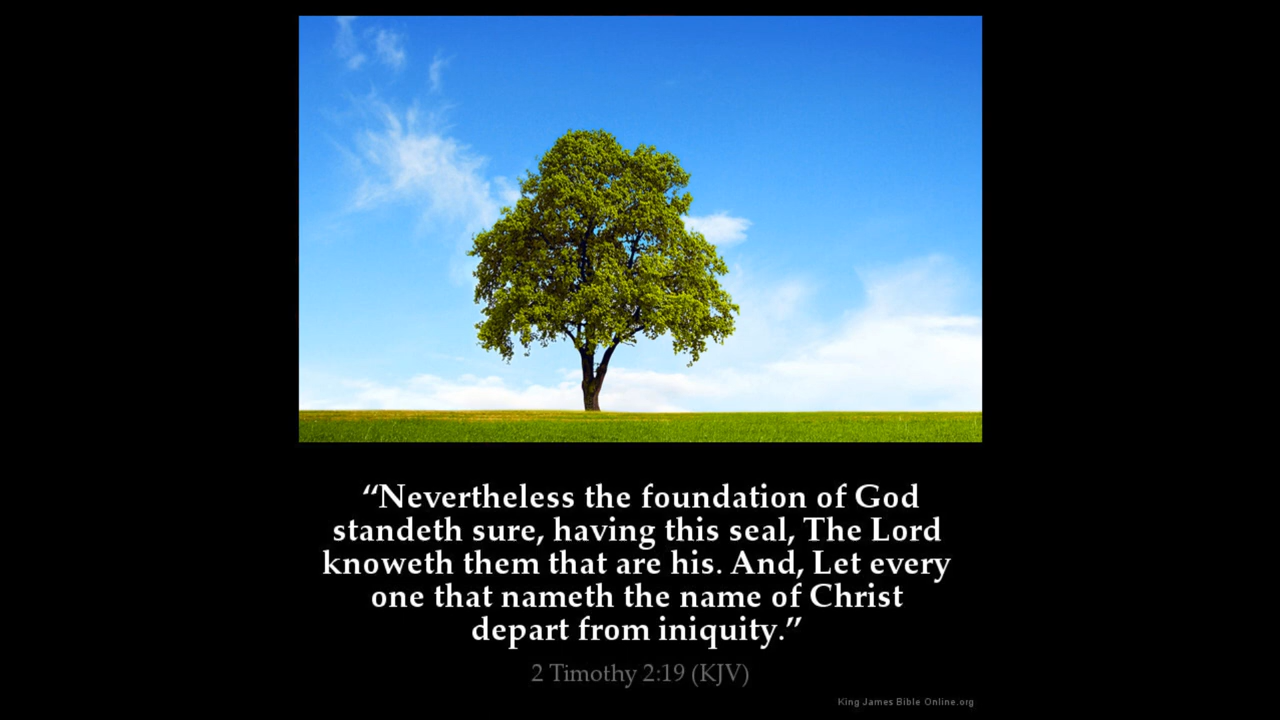 “Nevertheless the foundation of God
standeth sure, having this seal, The Lord
knoweth them that are his. And, Let every
one that nameth the name of Christ
depart from iniquity.”
2 Timothy 2:19 (KJV)
King James Bible Online.org